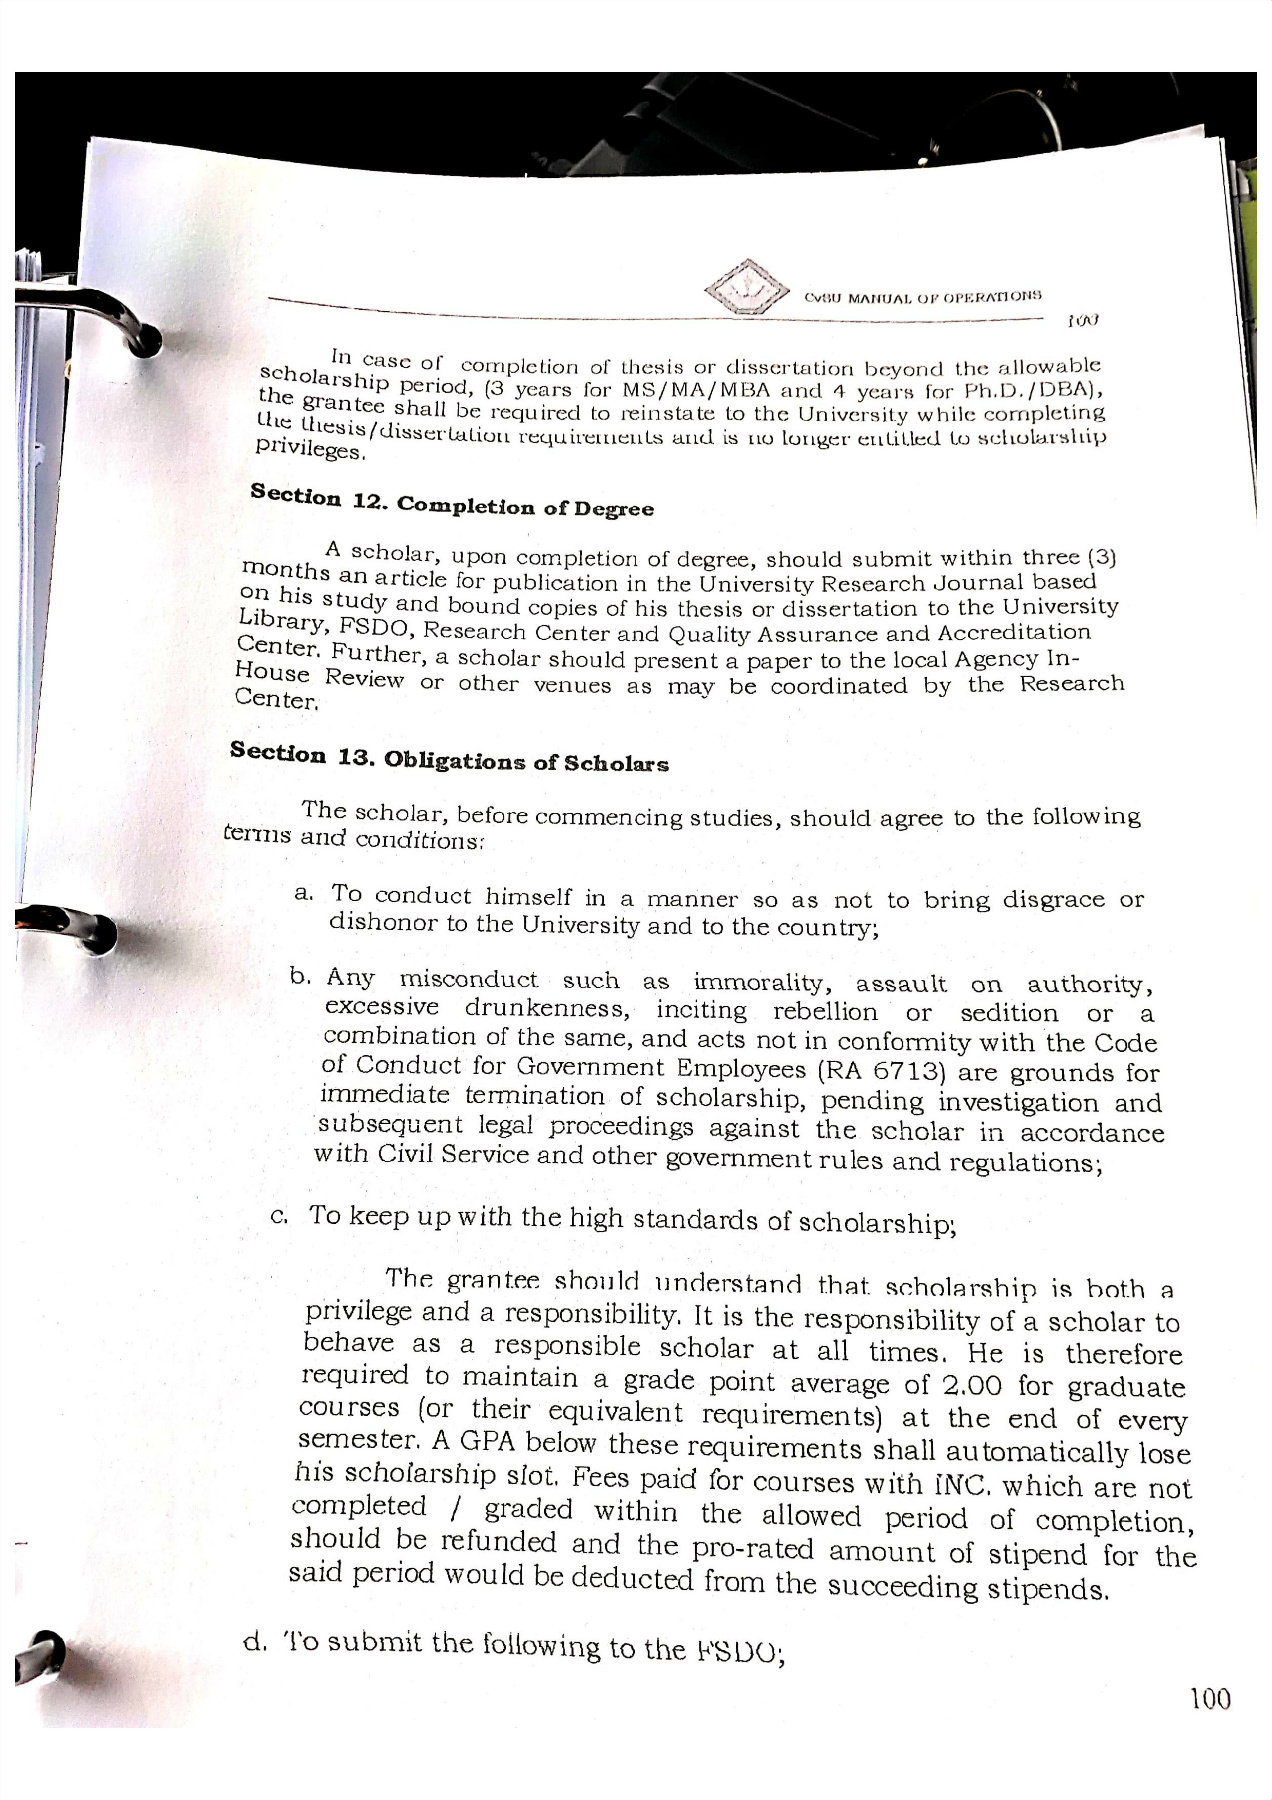 CvSU MANUAL OF OPERATIONS
100
In case of completion of thesis or dissertation beyond the allowable
scholarship period, (3 years for MS/MA/MBA and 4 years for Ph.D./DBA),
the grantee shall be required to reinstate to the University while completing
the thesis/dissertation requirements and is no longer entitled to scholarship
privileges.
Section 12. Completion of Degree
A scholar, upon completion of degree, should submit within three (3)
months an article for publication in the University Research Journal based
on his study and bound copies of his thesis or dissertation to the University
Library, FSDO, Research Center and Quality Assurance and Accreditation
Center. Further, a scholar should present a paper to the local Agency In-
House Review or other venues as may be coordinated by the Research
Center.
Section 13. Obligations of Scholars
The scholar, before commencing studies, should agree to the following
terms and conditions:
a. To conduct himself in a manner so as not to bring disgrace or
dishonor to the University and to the country;
b. Any misconduct such as immorality, assault on authority,
excessive drunkenness, inciting rebellion or sedition or a
combination of the same, and acts not in conformity with the Code
of Conduct for Government Employees (RA 6713) are grounds for
immediate termination of scholarship, pending investigation and
subsequent legal proceedings against the scholar in accordance
with Civil Service and other government rules and regulations;
c. To keep up with the high standards of scholarship;
The grantee should understand that scholarship is both a
privilege and a responsibility. It is the responsibility of a scholar to
behave as a responsible scholar at all times. He is therefore
required to maintain a grade point average of 2.00 for graduate
courses (or their equivalent requirements) at the end of every
semester. A GPA below these requirements shall automatically lose
his scholarship slot. Fees paid for courses with INC. which are not
completed / graded within the allowed period of completion,
should be refunded and the pro-rated amount of stipend for the
said period would be deducted from the succeeding stipends.
d. To submit the following to the FSDO;
100